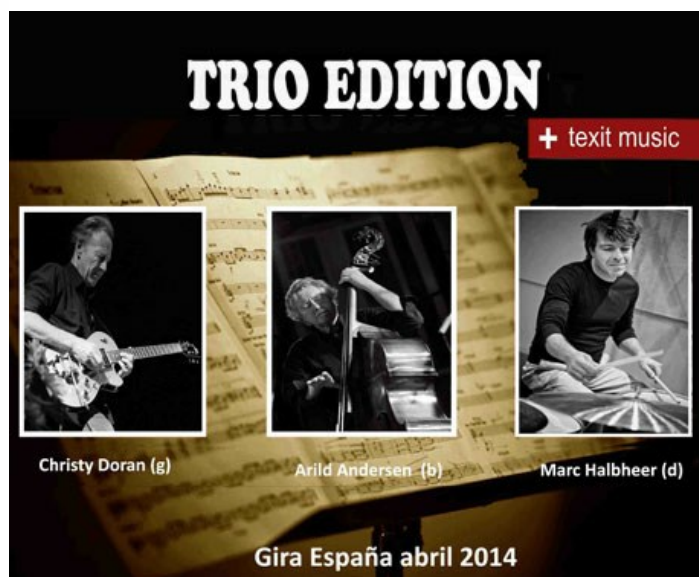 TRIO EDITION
+ texit music
Christy Doran (g)
Arild Andersen (b)
Marc Halbheer (d)
Gira España abril 2014